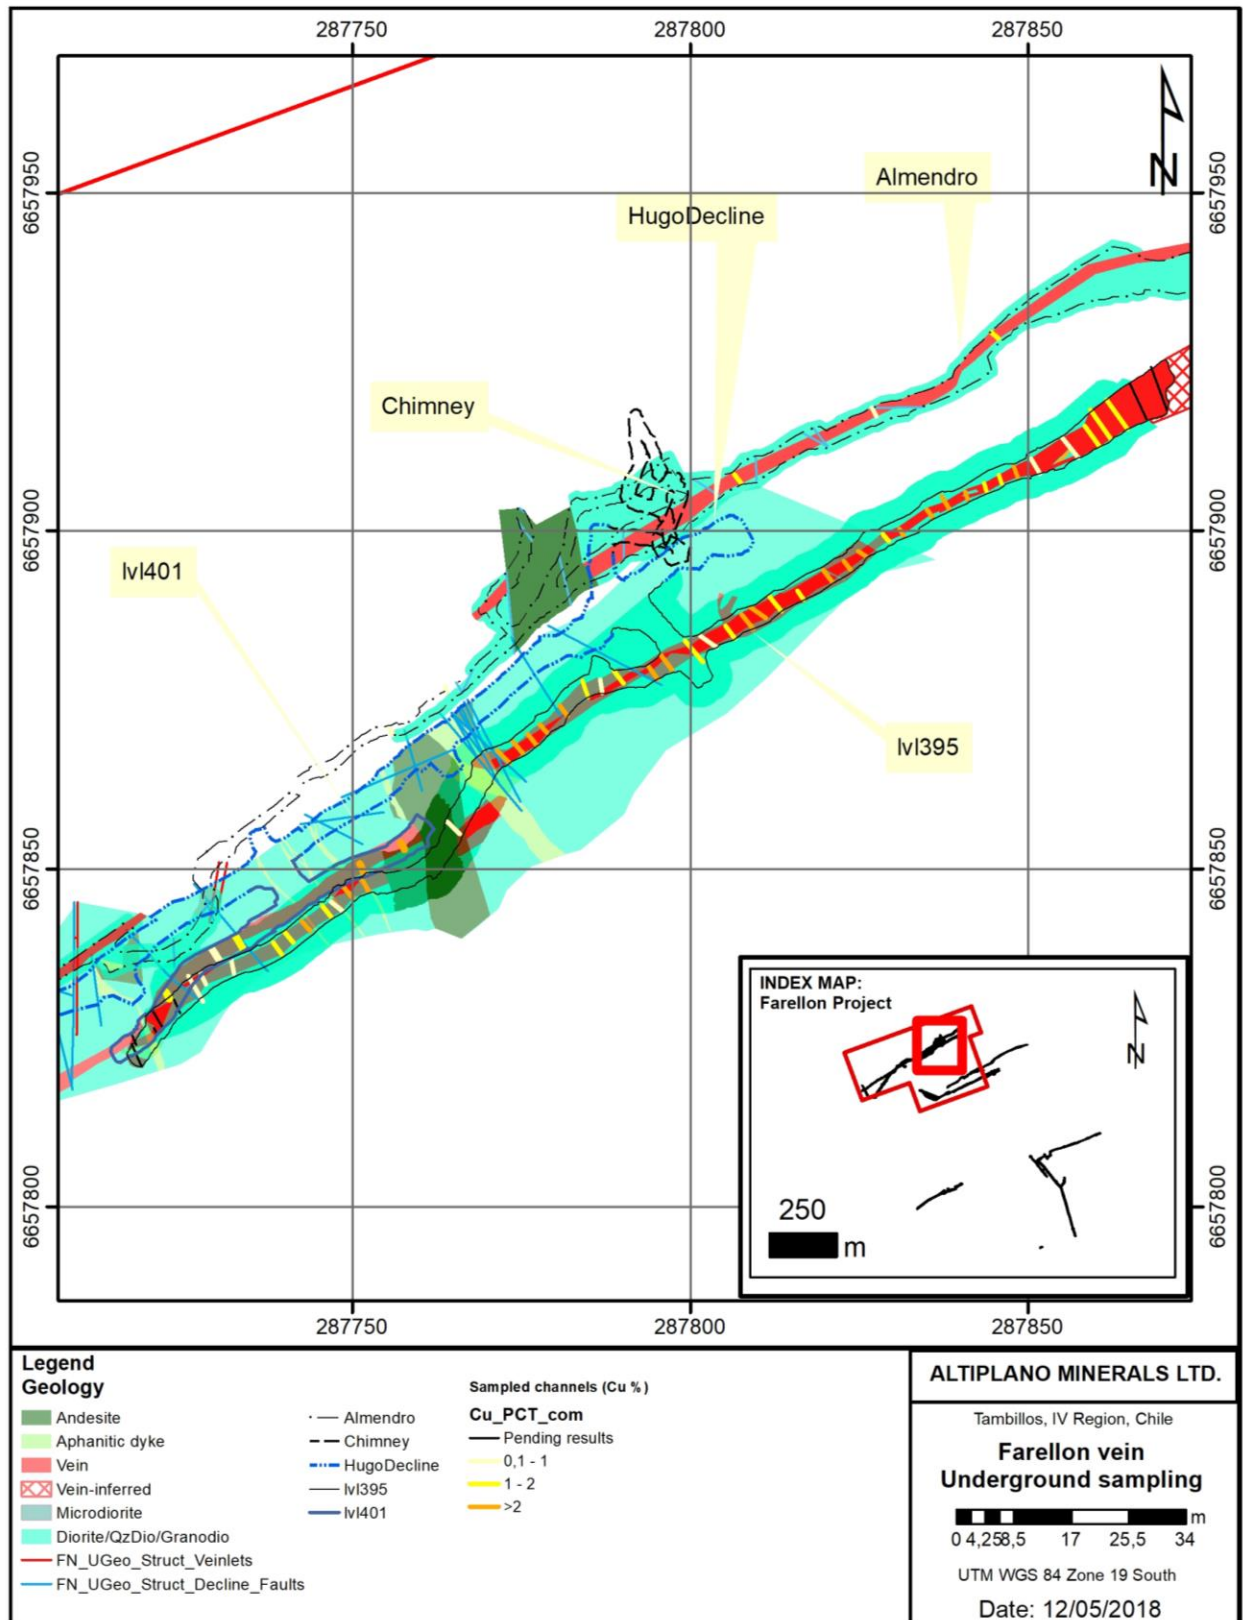 287750
287800
287850
6657950
6657950
Almendro
HugoDecline
Chimney
6657900
6657900
lvl401
lvl395
6657850
6657850
N
INDEX MAP:
Farellon Project
N
250
m
6657800
6657800
287750
287800
287850
Legend
Geology
Andesite
Aphanitic dyke
Vein
Vein-inferred
Microdiorite
Diorite/QzDio/Granodio
FN_UGeo_Struct_Veinlets
FN_UGeo_Struct_Decline_Faults
Almendro
Chimney
HugoDecline
lvl395
lvl401
Sampled channels (Cu %)
Cu_PCT_com
Pending results
0,1 - 1
1 - 2
>2
ALTIPLANO MINERALS LTD.
Tambillos, IV Region, Chile
Farellon vein
Underground sampling
m
0 4,258,5 17 25,5 34
UTM WGS 84 Zone 19 South
Date: 12/05/2018